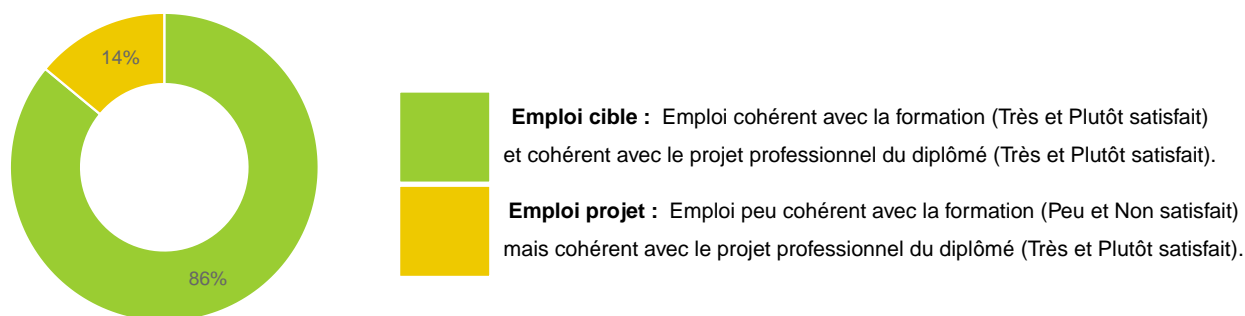 14%
86%
Emploi cible : Emploi cohérent avec la formation (Très et Plutôt satisfait)
et cohérent avec le projet professionnel du diplômé (Très et Plutôt satisfait).
Emploi projet : Emploi peu cohérent avec la formation (Peu et Non satisfait)
mais cohérent avec le projet professionnel du diplômé (Très et Plutôt satisfait).